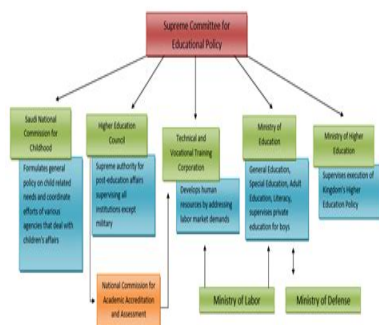 Supreme Committee for
Educational Policy
Saudi National
Commission for
Childhood
Formulates general
policy on child related
needs and coordinate
efforts of various
agencies that deal with
children's affairs
Higher Education
Council
Supreme authority for
post-education affairs
supervising all
institutions except
military
Technical and
Vocational Training
Corporation
Develops human
resources by addressing
labor market demands
Ministry of
Education
General Education,
Special Education, Adult
Education, Literacy,
supervises private
education for boys
Ministry of Higher
Education
Supervises execution of
Kingdom's Higher
Education Policy
National Commission for
Academic Accreditation
and Assessment
Ministry of Labor
Ministry of Defense